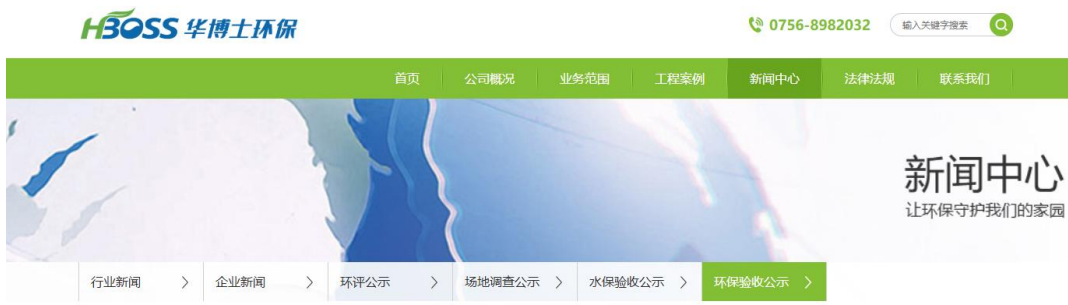 HBOSS 华博士环保
0756-8982032
输入关键字搜索
首页 公司概况 业务范围 工程案例 新闻中心 法律法规 联系我们
新闻中心
让环保守护我们的家园
行业新闻 > 企业新闻 > 环评公示 > 场地调查公示 > 水保验收公示 > 环保验收公示 >